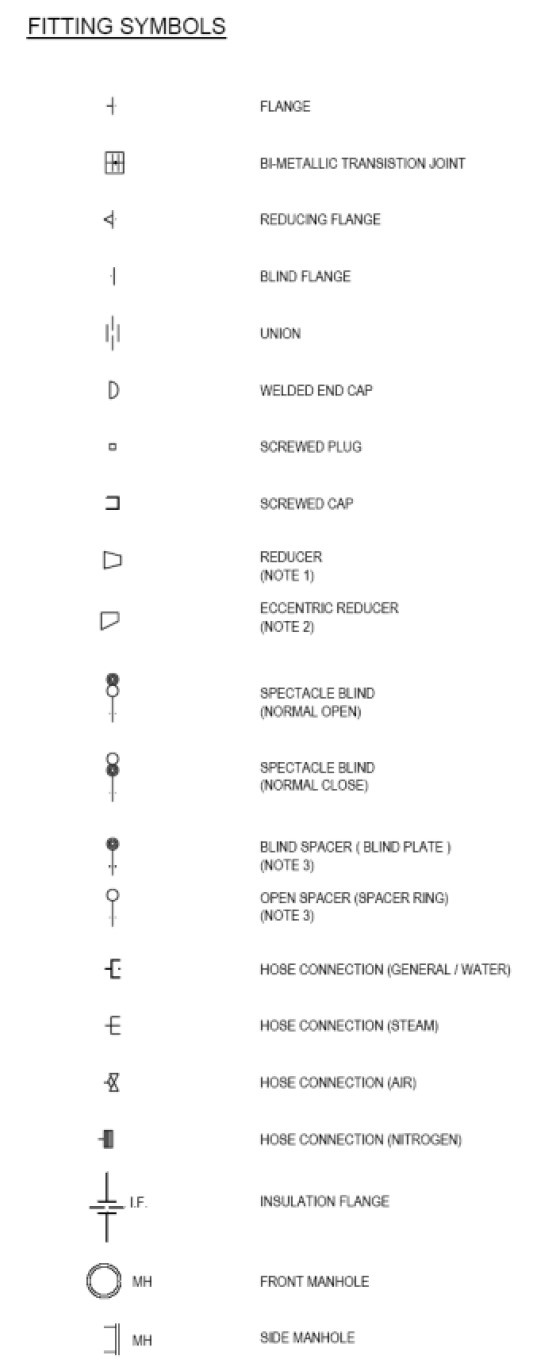 FITTING SYMBOLS
FLANGE
BI-METALLIC TRANSISTION JOINT
REDUCING FLANGE
BLIND FLANGE
UNION
WELDED END CAP
SCREWED PLUG
SCREWED CAP
REDUCER
(NOTE 1)
ECCENTRIC REDUCER
(NOTE 2)
SPECTACLE BLIND
(NORMAL OPEN)
SPECTACLE BLIND
(NORMAL CLOSE)
BLIND SPACER ( BLIND PLATE )
(NOTE 3)
OPEN SPACER (SPACER RING)
(NOTE 3)
HOSE CONNECTION (GENERAL / WATER)
HOSE CONNECTION (STEAM)
HOSE CONNECTION (AIR)
HOSE CONNECTION (NITROGEN)
I.F. INSULATION FLANGE
MH FRONT MANHOLE
MH SIDE MANHOLE